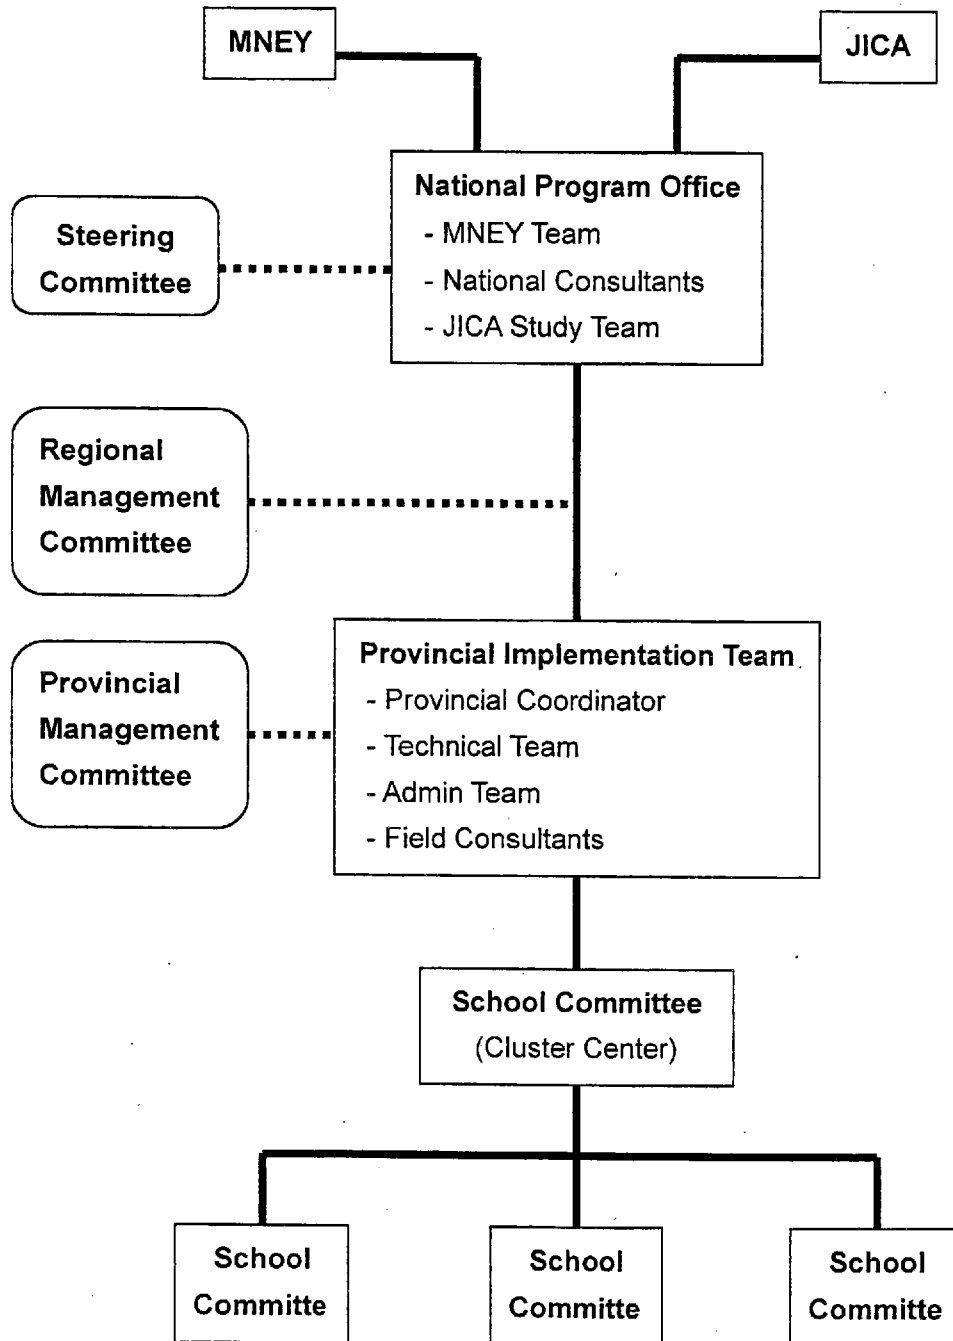 MNEY
JICA
National Program Office
- MNEY Team
- National Consultants
- JICA Study Team
Steering
Committee
Regional
Management
Committee
Provincial Implementation Team
- Provincial Coordinator
- Technical Team
- Admin Team
- Field Consultants
Provincial
Management
Committee
School Committee
(Cluster Center)
School
Committe
School
Committe
School
Committe